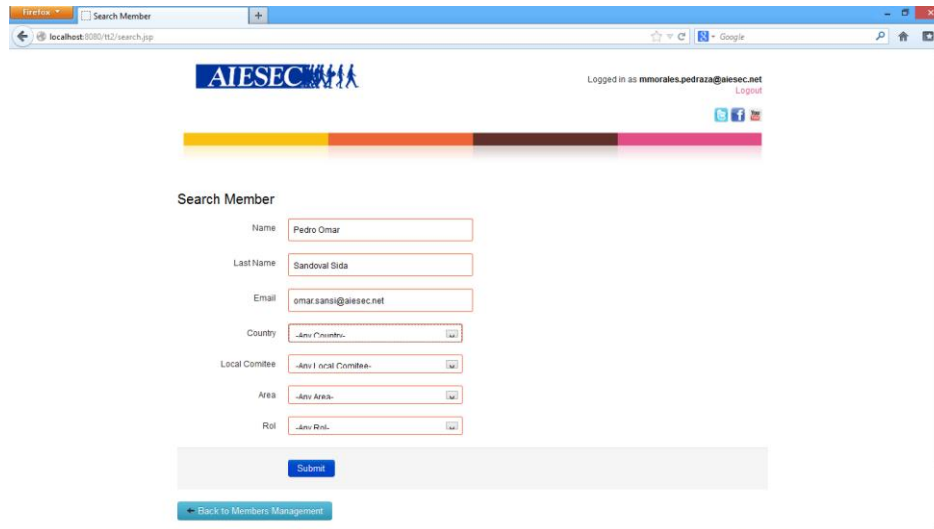 Firefox
Search Member
localhost:8080/tt2/search.jsp
Google
AIESEC
Logged in as mmorales.pedraza@aiesec.net
Logout
Search Member
Name
Pedro Omar
Last Name
Sandoval Sida
Email
omar.sansi@aiesec.net
Country
-Any Country-
Local Comitee
-Any Local Comitee-
Area
-Any Area-
Rol
-Any Rol-
Submit
Back to Members Management